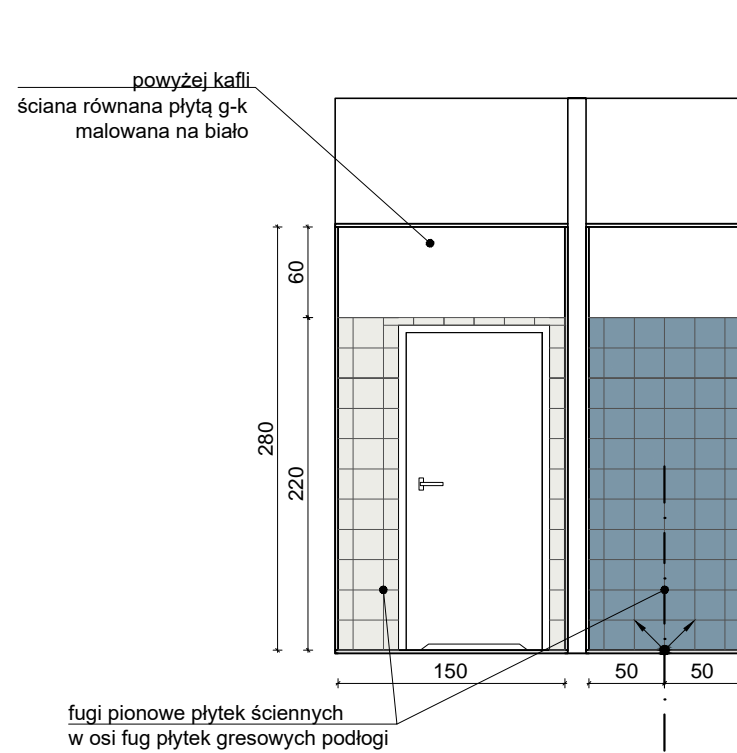 powyżej kafli
ściana równana płytą g-k
malowana na biało
60
280
220
150
50
50
fugi pionowe płytek ściennych
w osi fug płytek gresowych podłogi